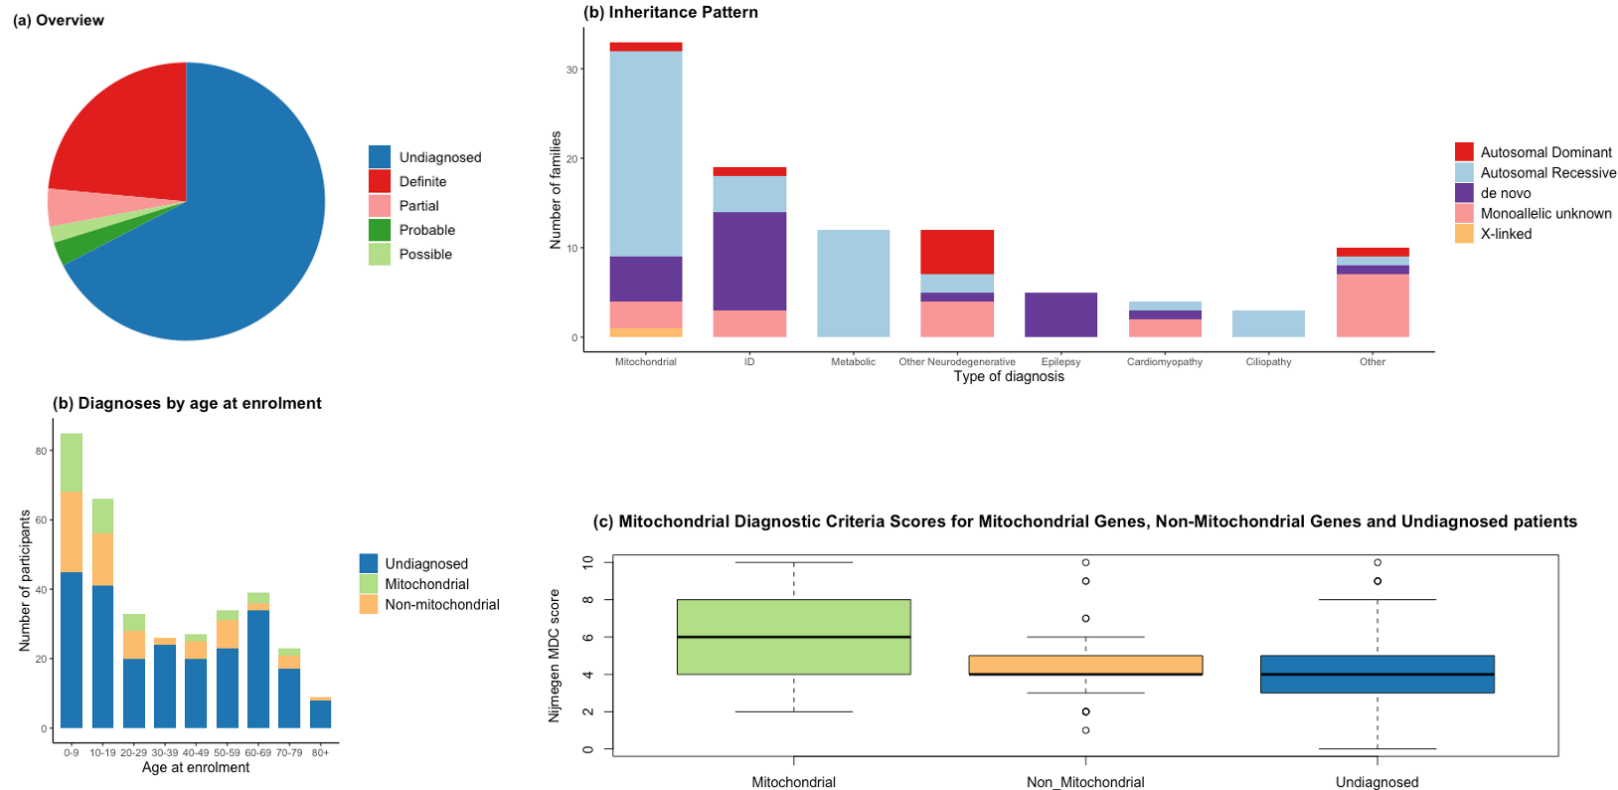 (a) Overview
Undiagnosed
Definite
Partial
Probable
Possible
(b) Inheritance Pattern
Number of families
30
20
10
0
Mitochondrial
ID
Metabolic
Other Neurodegenerative
Epilepsy
Cardiomyopathy
Ciliopathy
Other
Type of diagnosis
Autosomal Dominant
Autosomal Recessive
de novo
Monoallelic unknown
X-linked
(b) Diagnoses by age at enrolment
Number of participants
80
60
40
20
0
0-9
10-19
20-29
30-39
40-49
50-59
60-69
70-79
80+
Age at enrolment
Undiagnosed
Mitochondrial
Non-mitochondrial
(c) Mitochondrial Diagnostic Criteria Scores for Mitochondrial Genes, Non-Mitochondrial Genes and Undiagnosed patients
Nijmegen MDC score
10
8
6
4
2
0
Mitochondrial
Non_Mitochondrial
Undiagnosed